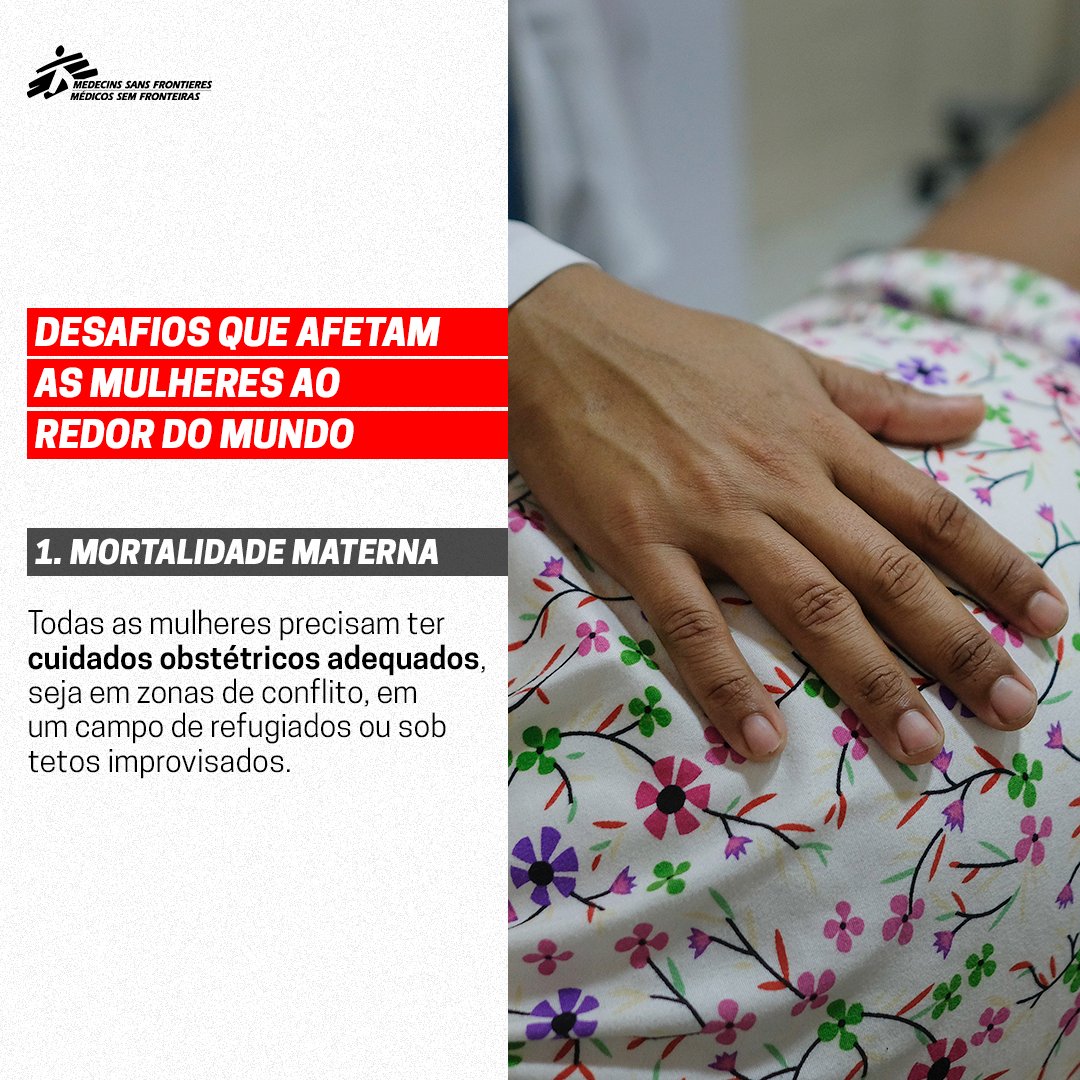 MEDECINS SANS FRONTIERES
MÉDICOS SEM FRONTEIRAS
DESAFIOS QUE AFETAM
AS MULHERES AO
REDOR DO MUNDO
1. MORTALIDADE MATERNA
Todas as mulheres precisam ter
cuidados obstétricos adequados,
seja em zonas de conflito, em
um campo de refugiados ou sob
tetos improvisados.